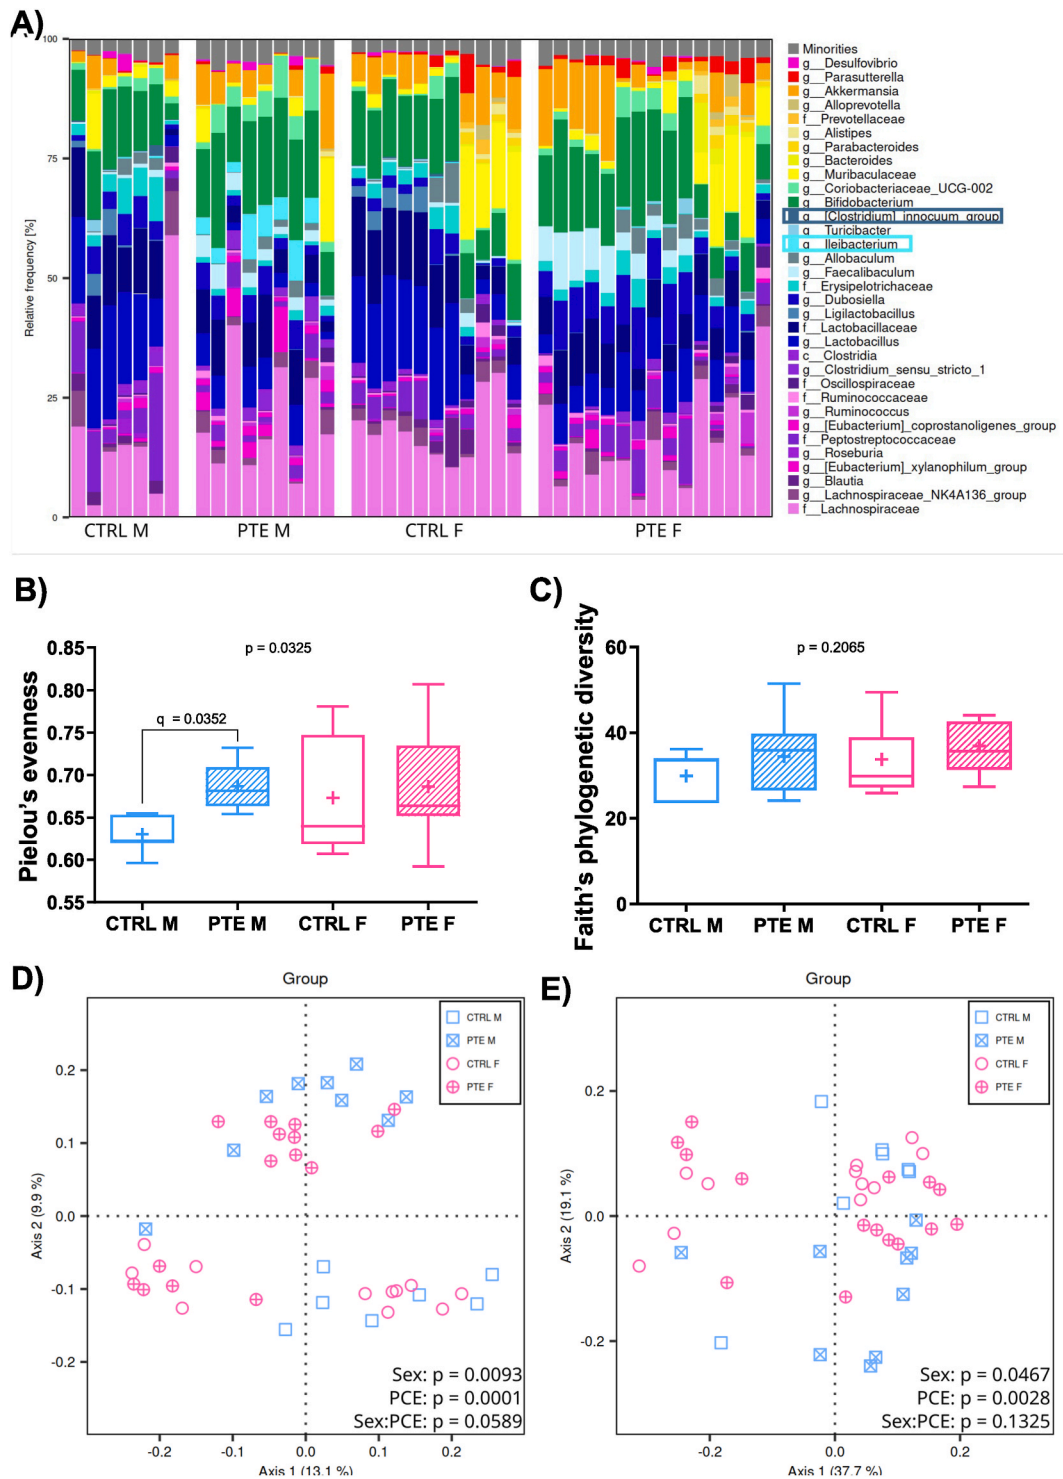 A)
100
75
50
25
0
Relative frequency [%]
CTRL M
PTE M
CTRL F
PTE F
Minorities
g__Desulfovibrio
g__Parasutterella
g__Akkermansia
g__Alloprevotella
f__Prevotellaceae
g__Alistipes
g__Parabacteroides
g__Bacteroides
g__Muribaculaceae
g__Coriobacteriaceae_UCG-002
g__Bifidobacterium
g__[Clostridium]_innocuum_group
g__Turicibacter
g__Ileibacterium
g__Allobaculum
g__Faecalibaculum
f__Erysipelotrichaceae
g__Dubosiella
g__Ligilactobacillus
f__Lactobacillaceae
g__Lactobacillus
c__Clostridia
g__Clostridium_sensu_stricto_1
f__Oscillospiraceae
f__Ruminococcaceae
g__Ruminococcus
g__[Eubacterium]_coprostanoligenes_group
f__Peptostreptococcaceae
g__Roseburia
g__[Eubacterium]_xylanophilum_group
g__Blautia
g__Lachnospiraceae_NK4A136_group
f__Lachnospiraceae
B)
Pielou's evenness
0.85
0.80
0.75
0.70
0.65
0.60
0.55
p = 0.0325
q = 0.0352
CTRL M
PTE M
CTRL F
PTE F
C)
Faith's phylogenetic diversity
60
40
20
0
p = 0.2065
CTRL M
PTE M
CTRL F
PTE F
D)
Group
CTRL M
PTE M
CTRL F
PTE F
Axis 2 (9.9 %)
0.2
0.1
0.0
-0.1
-0.2
Sex: p = 0.0093
PCE: p = 0.0001
Sex:PCE: p = 0.0589
-0.2
-0.1
0.0
0.1
0.2
Axis 1 (13.1 %)
E)
Group
CTRL M
PTE M
CTRL F
PTE F
Axis 2 (19.1 %)
0.2
0.0
-0.2
Sex: p = 0.0467
PCE: p = 0.0028
Sex:PCE: p = 0.1325
-0.2
0.0
0.2
Axis 1 (37.7 %)